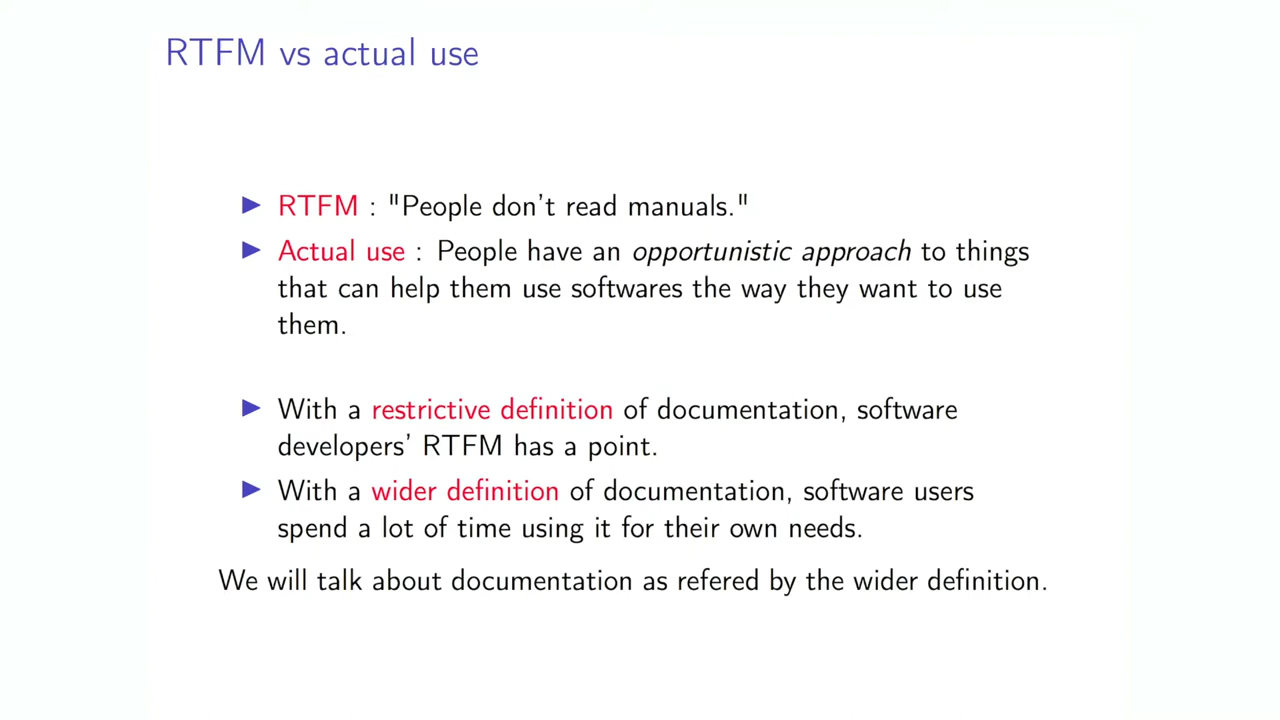 RTFM vs actual use
▶ RTFM : "People don't read manuals."
▶ Actual use : People have an opportunistic approach to things
that can help them use softwares the way they want to use
them.
▶ With a restrictive definition of documentation, software
developers' RTFM has a point.
▶ With a wider definition of documentation, software users
spend a lot of time using it for their own needs.
We will talk about documentation as refered by the wider definition.